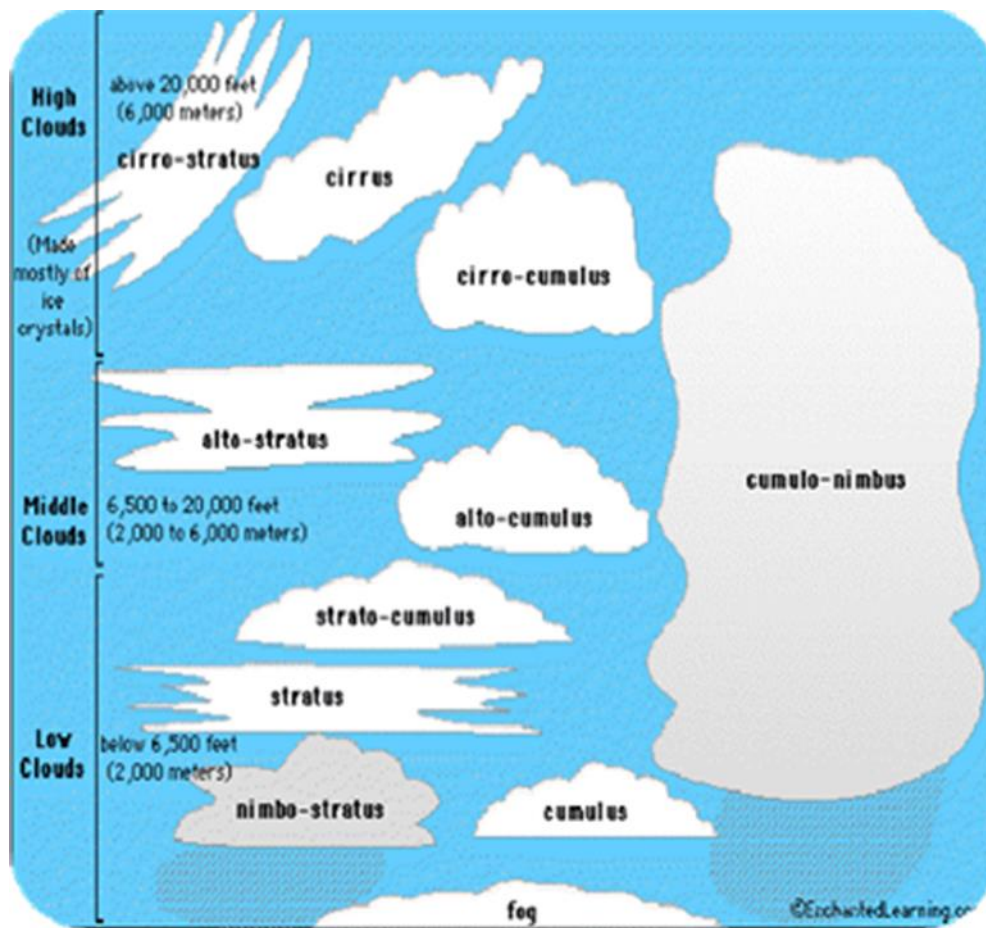 High
Clouds
above 20,000 feet
(6,000 meters)
cirro-stratus
cirrus
(Made
mostly of
ice
crystals)
cirro-cumulus
alto-stratus
cumulo-nimbus
Middle
Clouds
6,500 to 20,000 feet
(2,000 to 6,000 meters)
alto-cumulus
strato-cumulus
stratus
Low
Clouds
below 6,500 feet
(2,000 meters)
nimbo-stratus
cumulus
fog
©EnchantedLearning.co